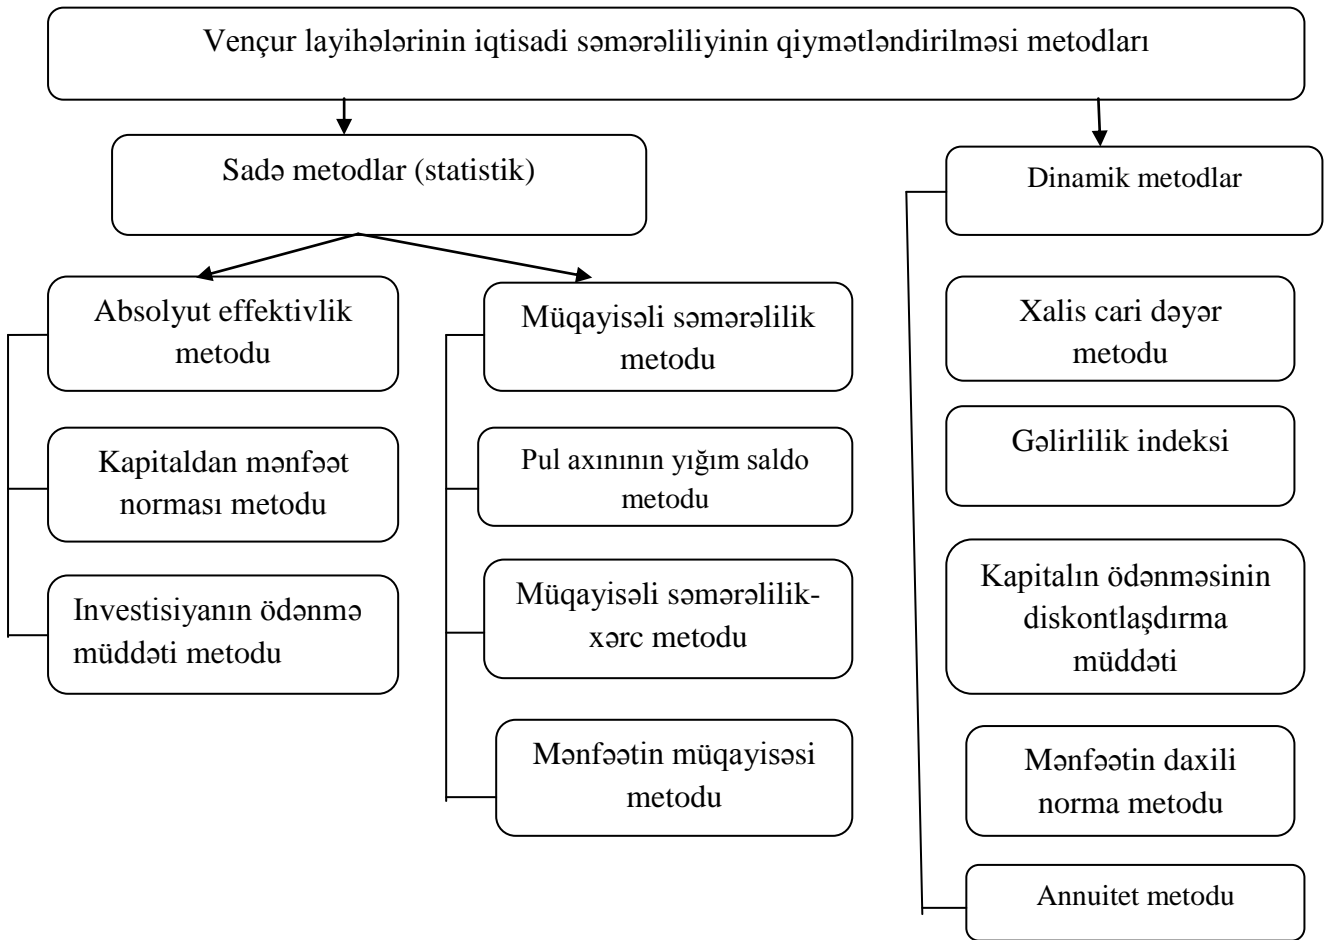 Vençur layihələrinin iqtisadi səmərəliliyinin qiymətləndirilməsi metodları
Sadə metodlar (statistik)
Absolyut effektivlik
metodu
Kapitaldan mənfəət
norması metodu
Investisiyanın ödənmə
müddəti metodu
Müqayisəli səmərəlilik
metodu
Pul axınının yığım saldo
metodu
Müqayisəli səmərəlilik-
xərc metodu
Mənfəətin müqayisəsi
metodu
Dinamik metodlar
Xalis cari dəyər
metodu
Gəlirlilik indeksi
Kapitalın ödənməsinin
diskontlaşdırma
müddəti
Mənfəətin daxili
norma metodu
Annuitet metodu